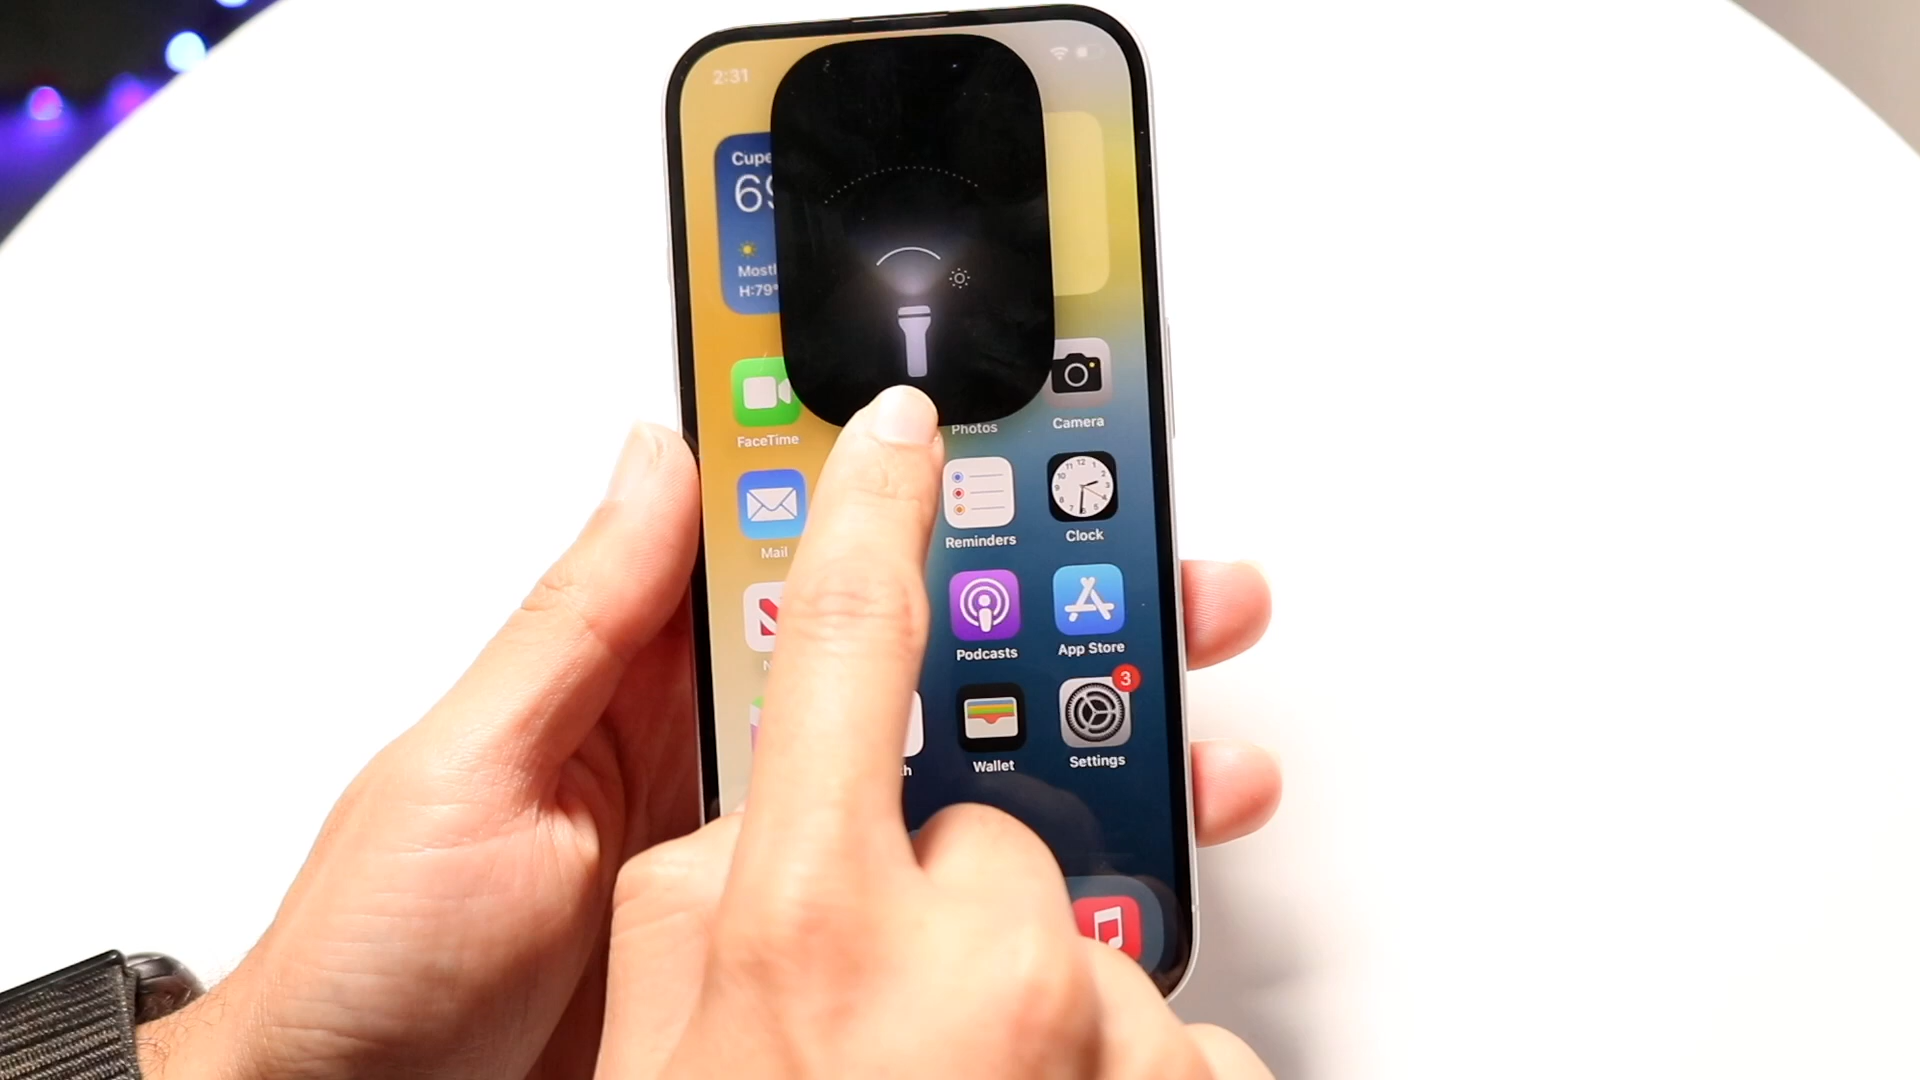 2:31
Cupe
69
Mostl
H:79°
FaceTime
Photos
Camera
Mail
Reminders
Clock
Podcasts
App Store
3
Wallet
Settings